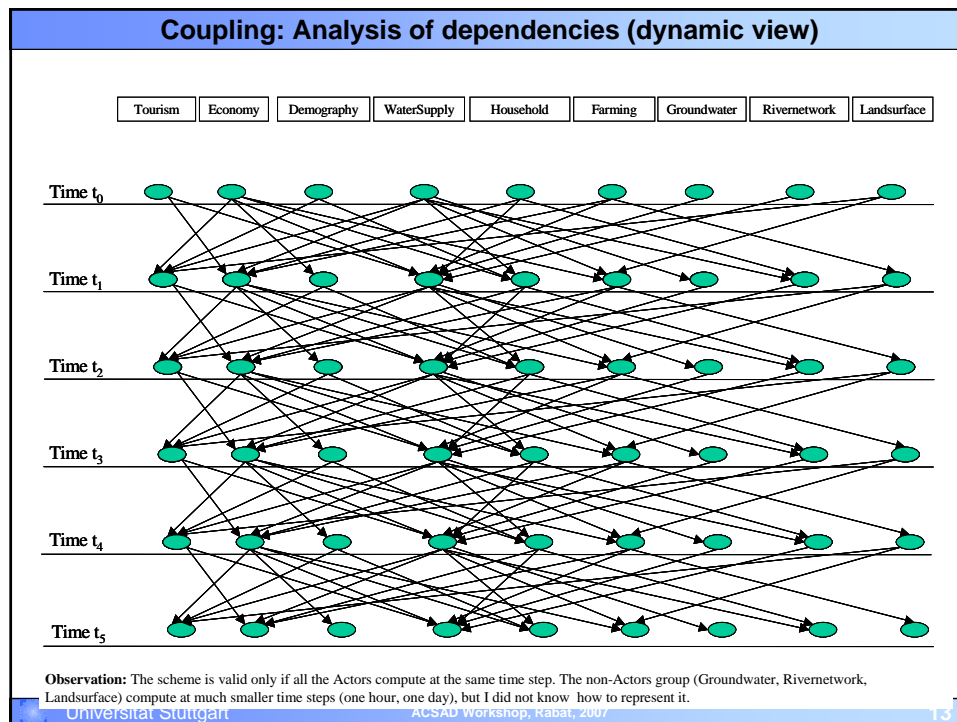 Coupling: Analysis of dependencies (dynamic view)
Tourism Economy Demography WaterSupply Household Farming Groundwater Rivernetwork Landsurface
Time t0
Time t1
Time t2
Time t3
Time t4
Time t5
Observation: The scheme is valid only if all the Actors compute at the same time step. The non-Actors group (Groundwater, Rivernetwork,
Landsurface) compute at much smaller time steps (one hour, one day), but I did not know how to represent it.
Universität Stuttgart ACSAD Workshop, Rabat, 2007 13